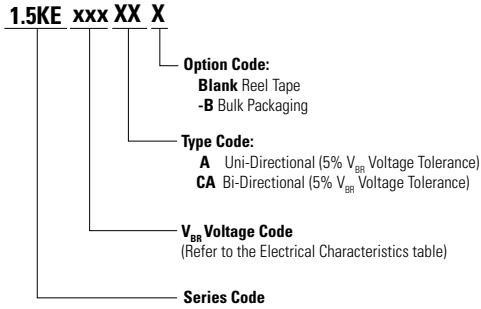 1.5KE xxx XX X
Option Code:
Blank Reel Tape
-B Bulk Packaging
Type Code:
A Uni-Directional (5% VBR Voltage Tolerance)
CA Bi-Directional (5% VBR Voltage Tolerance)
VBR Voltage Code
(Refer to the Electrical Characteristics table)
Series Code